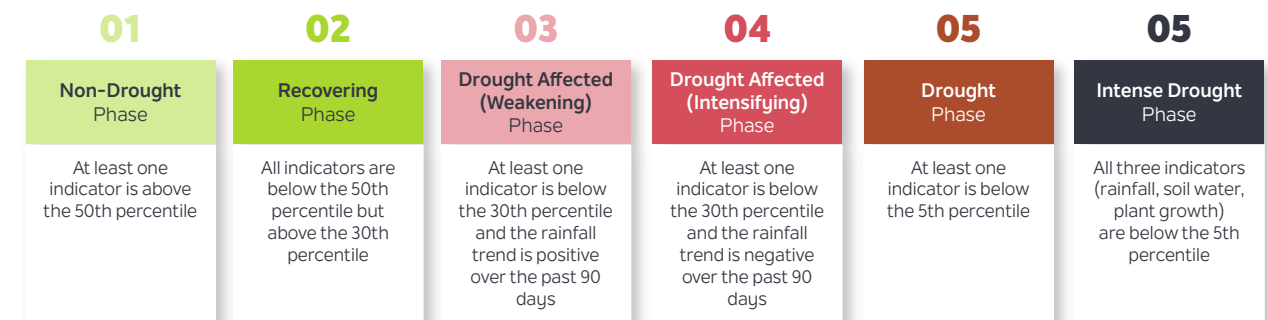 01
Non-Drought
Phase
At least one
indicator is above
the 50th percentile
02
Recovering
Phase
All indicators are
below the 50th
percentile but
above the 30th
percentile
03
Drought Affected
(Weakening)
Phase
At least one
indicator is below
the 30th percentile
and the rainfall
trend is positive
over the past 90
days
04
Drought Affected
(Intensifying)
Phase
At least one
indicator is below
the 30th percentile
and the rainfall
trend is negative
over the past 90
days
05
Drought
Phase
At least one
indicator is below
the 5th percentile
05
Intense Drought
Phase
All three indicators
(rainfall, soil water,
plant growth)
are below the 5th
percentile